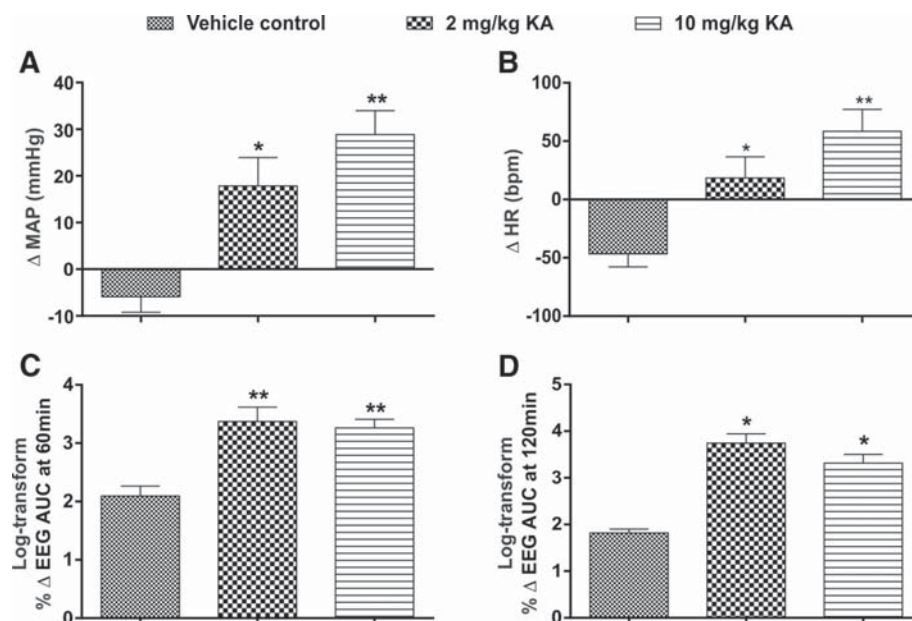 Vehicle control 2 mg/kg KA 10 mg/kg KA
A
Δ MAP (mmHg)
40
30
20
10
0
-10
*
**
B
Δ HR (bpm)
100
50
0
-50
-100
*
**
C
Log-transform
% Δ EEG AUC at 60min
4
3
2
1
0
**
**
D
Log-transform
% Δ EEG AUC at 120min
5
4
3
2
1
0
*
*